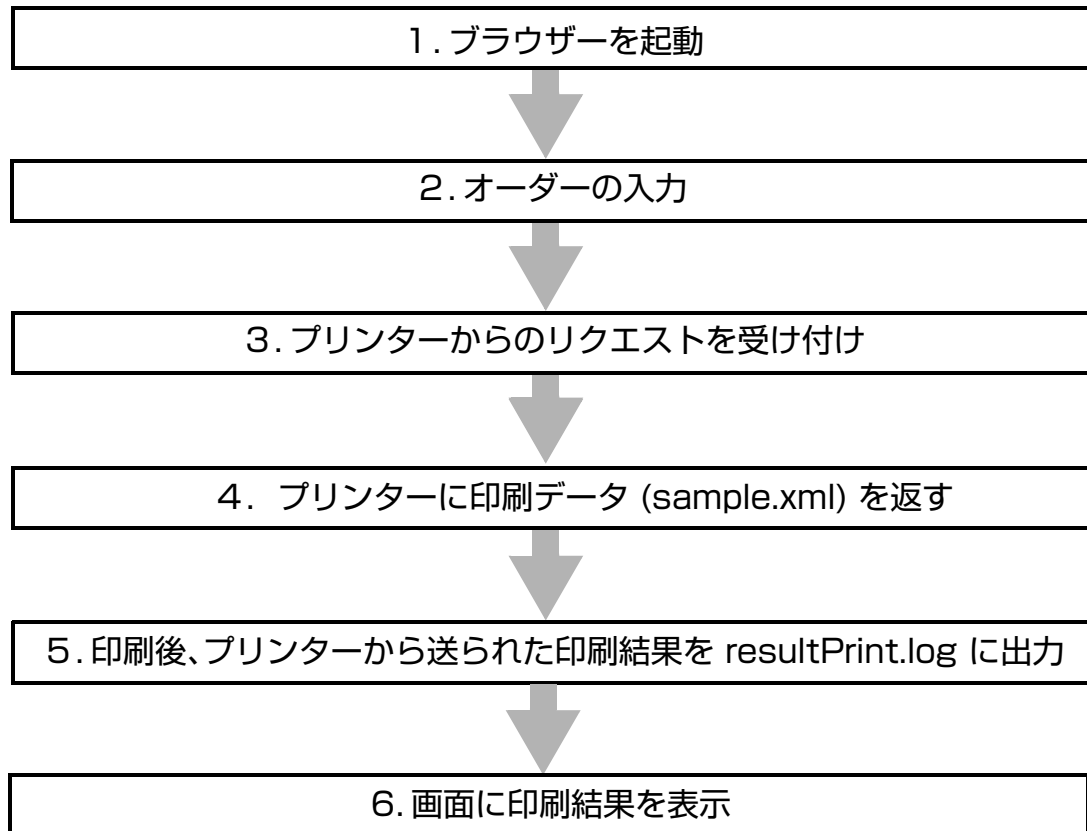 1. ブラウザーを起動
2. オーダーの入力
3. プリンターからのリクエストを受け付け
4. プリンターに印刷データ (sample.xml) を返す
5. 印刷後、プリンターから送られた印刷結果を resultPrint.log に出力
6. 画面に印刷結果を表示